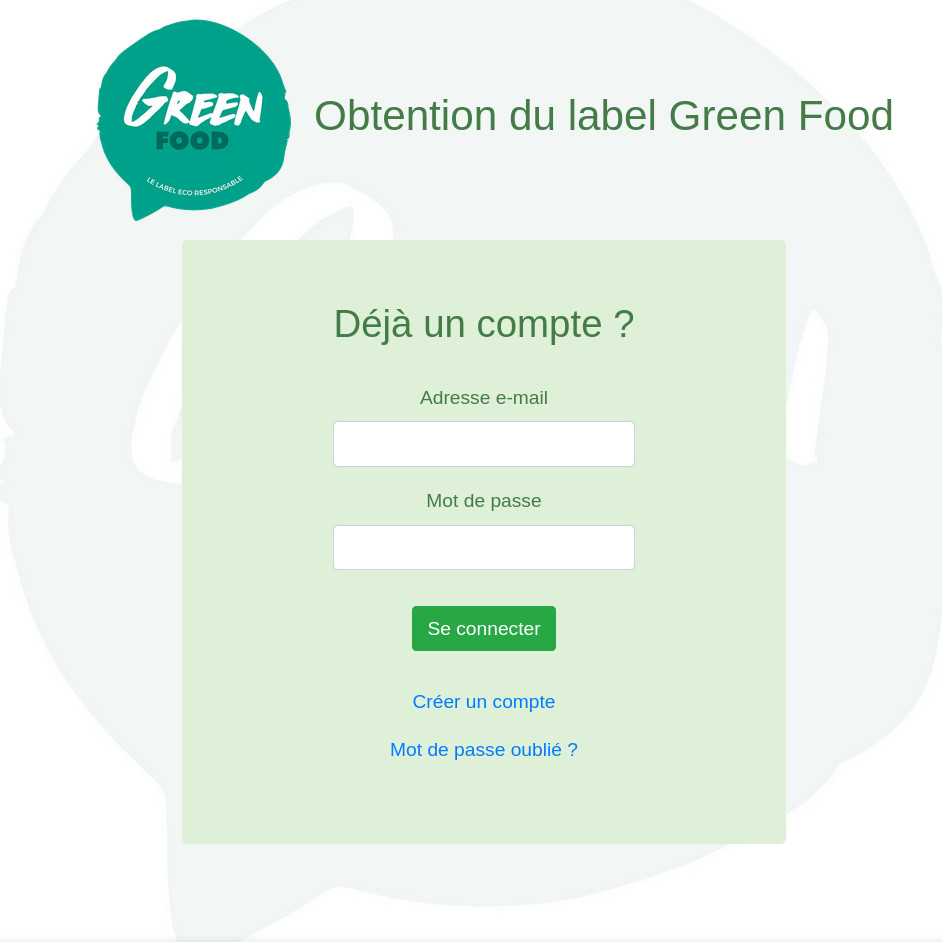 GREEN
FOOD
LE LABEL ECO RESPONSABLE
Obtention du label Green Food
Déjà un compte ?
Adresse e-mail
Mot de passe
Se connecter
Créer un compte
Mot de passe oublié ?